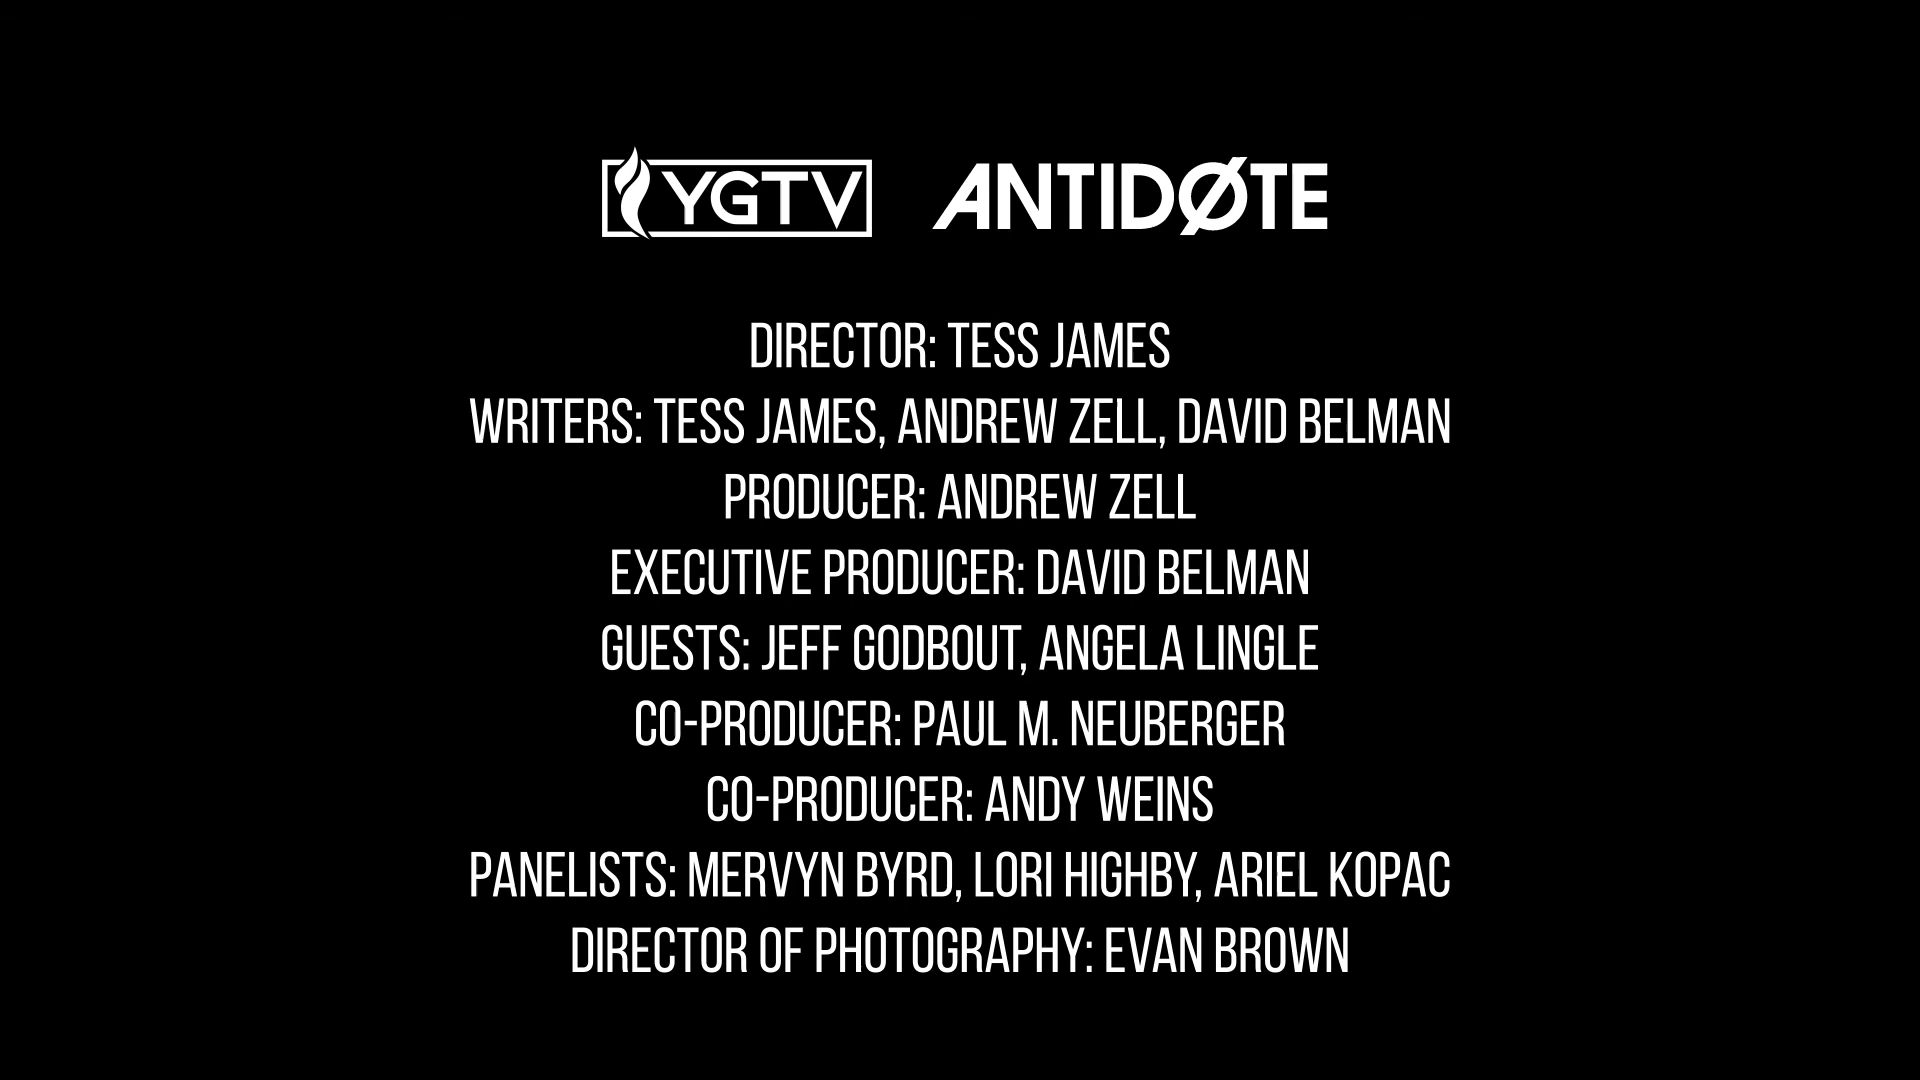 YGTV ANTIDØTE
DIRECTOR: TESS JAMES
WRITERS: TESS JAMES, ANDREW ZELL, DAVID BELMAN
PRODUCER: ANDREW ZELL
EXECUTIVE PRODUCER: DAVID BELMAN
GUESTS: JEFF GODBOUT, ANGELA LINGLE
CO-PRODUCER: PAUL M. NEUBERGER
CO-PRODUCER: ANDY WEINS
PANELISTS: MERVYN BYRD, LORI HIGHBY, ARIEL KOPAC
DIRECTOR OF PHOTOGRAPHY: EVAN BROWN